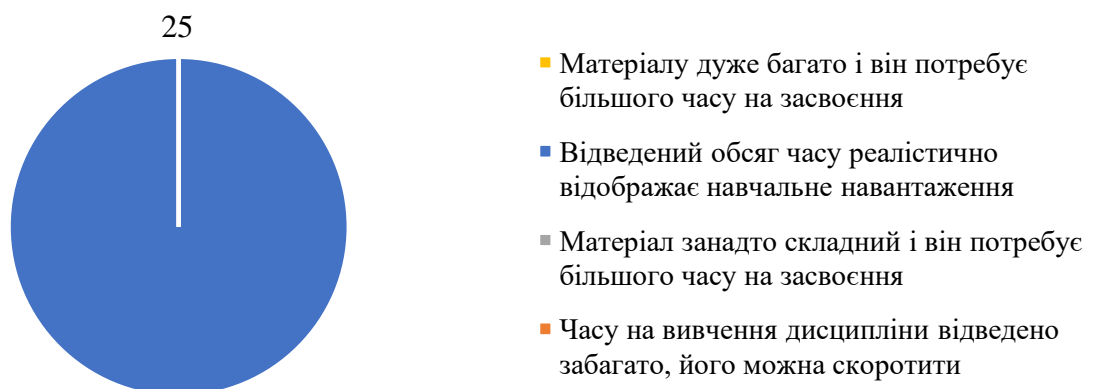 25
Матеріалу дуже багато і він потребує
більшого часу на засвоєння
Відведений обсяг часу реалістично
відображає навчальне навантаження
Матеріал занадто складний і він потребує
більшого часу на засвоєння
Часу на вивчення дисципліни відведено
забагато, його можна скоротити